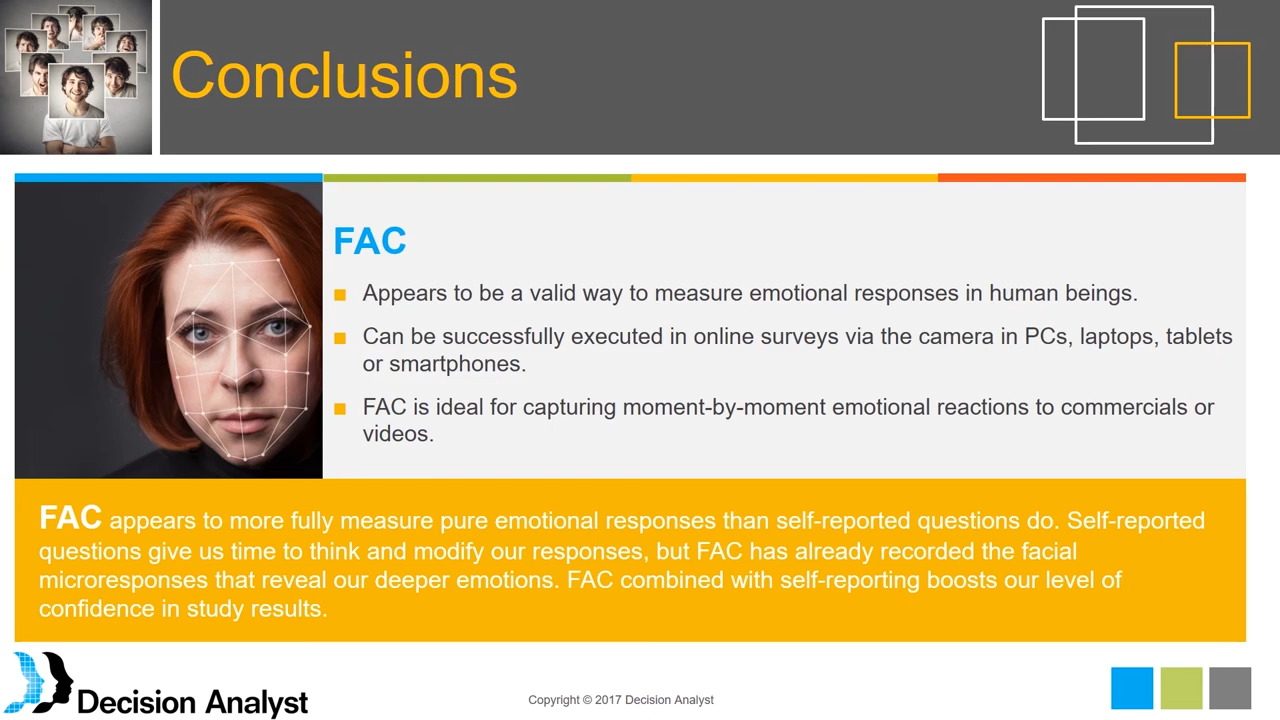 Conclusions
FAC
Appears to be a valid way to measure emotional responses in human beings.
Can be successfully executed in online surveys via the camera in PCs, laptops, tablets
or smartphones.
FAC is ideal for capturing moment-by-moment emotional reactions to commercials or
videos.
FAC appears to more fully measure pure emotional responses than self-reported questions do. Self-reported
questions give us time to think and modify our responses, but FAC has already recorded the facial
microresponses that reveal our deeper emotions. FAC combined with self-reporting boosts our level of
confidence in study results.
Decision Analyst
Copyright © 2017 Decision Analyst